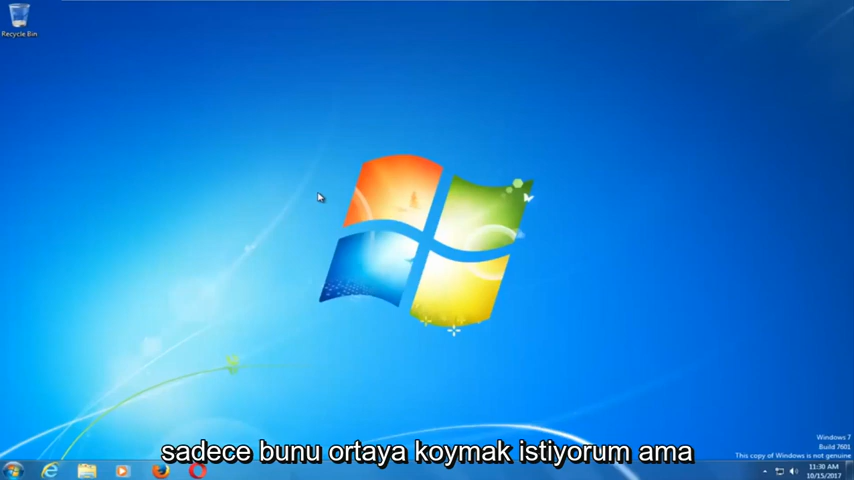 Recycle Bin
sadece bunu ortaya koymak istiyorum ama
Windows 7
Build 7601
This copy of Windows is not genuine
11:30 AM
10/15/2017